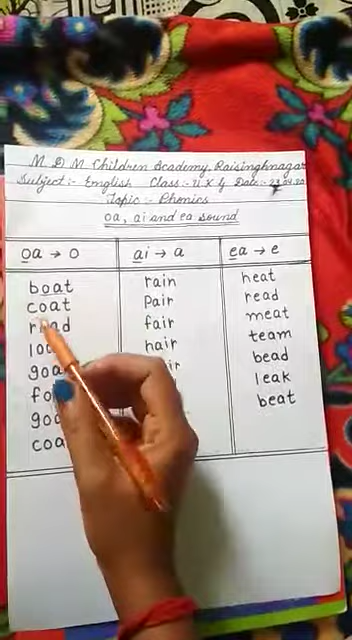 M. D M Children Academy, Raisinghnagar
Subject:- English Class:- U K G Date:-
Topic:- Phonics
oa, ai and ea sound
oa → o ai → a ea → e
boat rain heat
coat pair read
road fair meat
hair team
bead
leak
beat